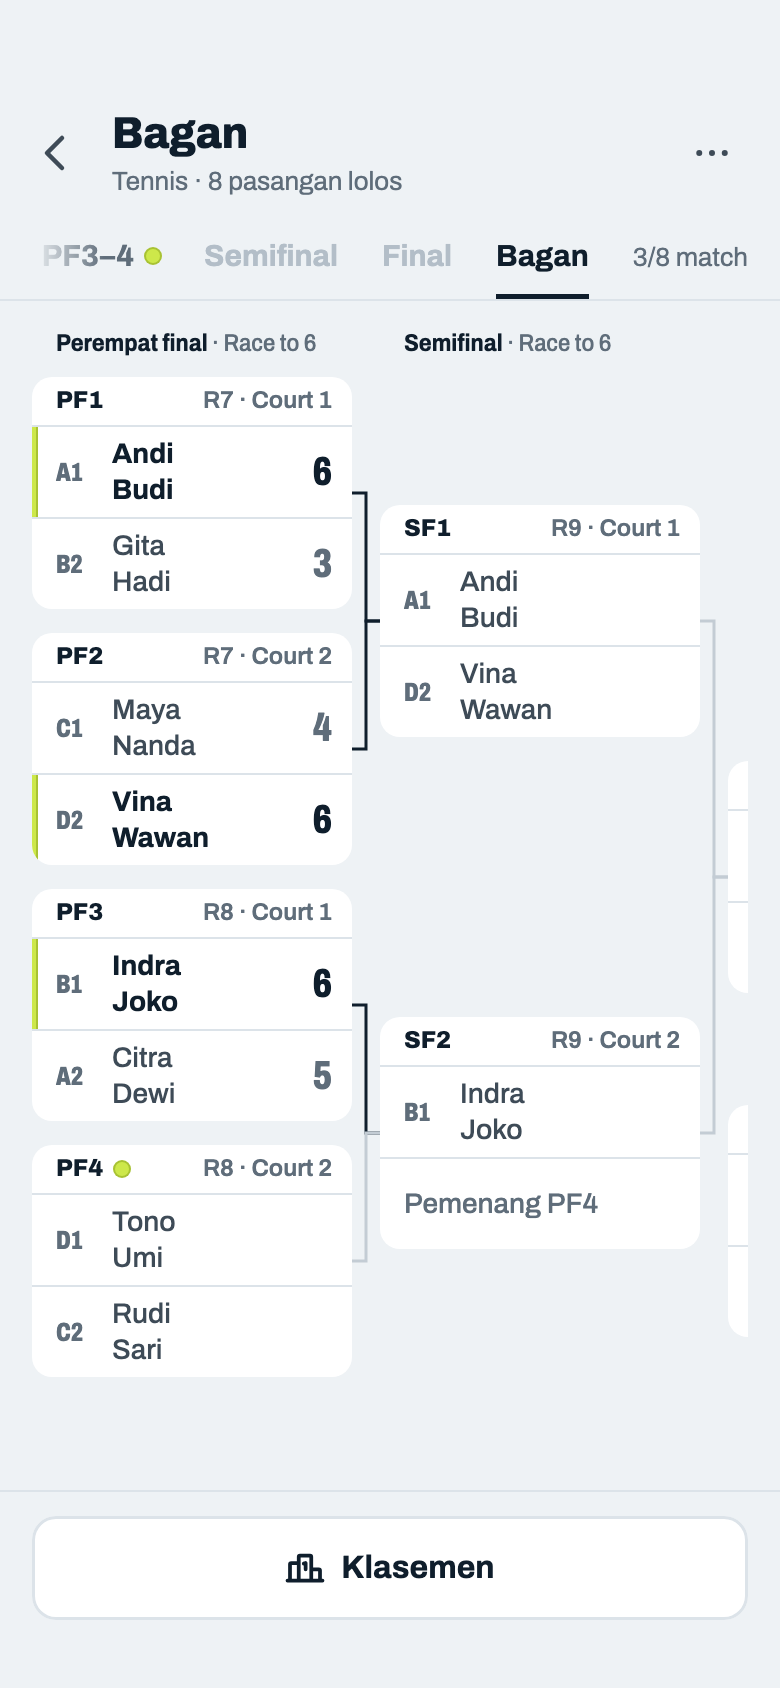 Bagan
Tennis · 8 pasangan lolos
PF3–4
Semifinal
Final
Bagan
3/8 match
Perempat final · Race to 6
Semifinal · Race to 6
PF1
R7 · Court 1
A1
Andi
Budi
6
B2
Gita
Hadi
3
PF2
R7 · Court 2
C1
Maya
Nanda
4
D2
Vina
Wawan
6
PF3
R8 · Court 1
B1
Indra
Joko
6
A2
Citra
Dewi
5
PF4
R8 · Court 2
D1
Tono
Umi
C2
Rudi
Sari
SF1
R9 · Court 1
A1
Andi
Budi
D2
Vina
Wawan
SF2
R9 · Court 2
B1
Indra
Joko
Pemenang PF4
Klasemen